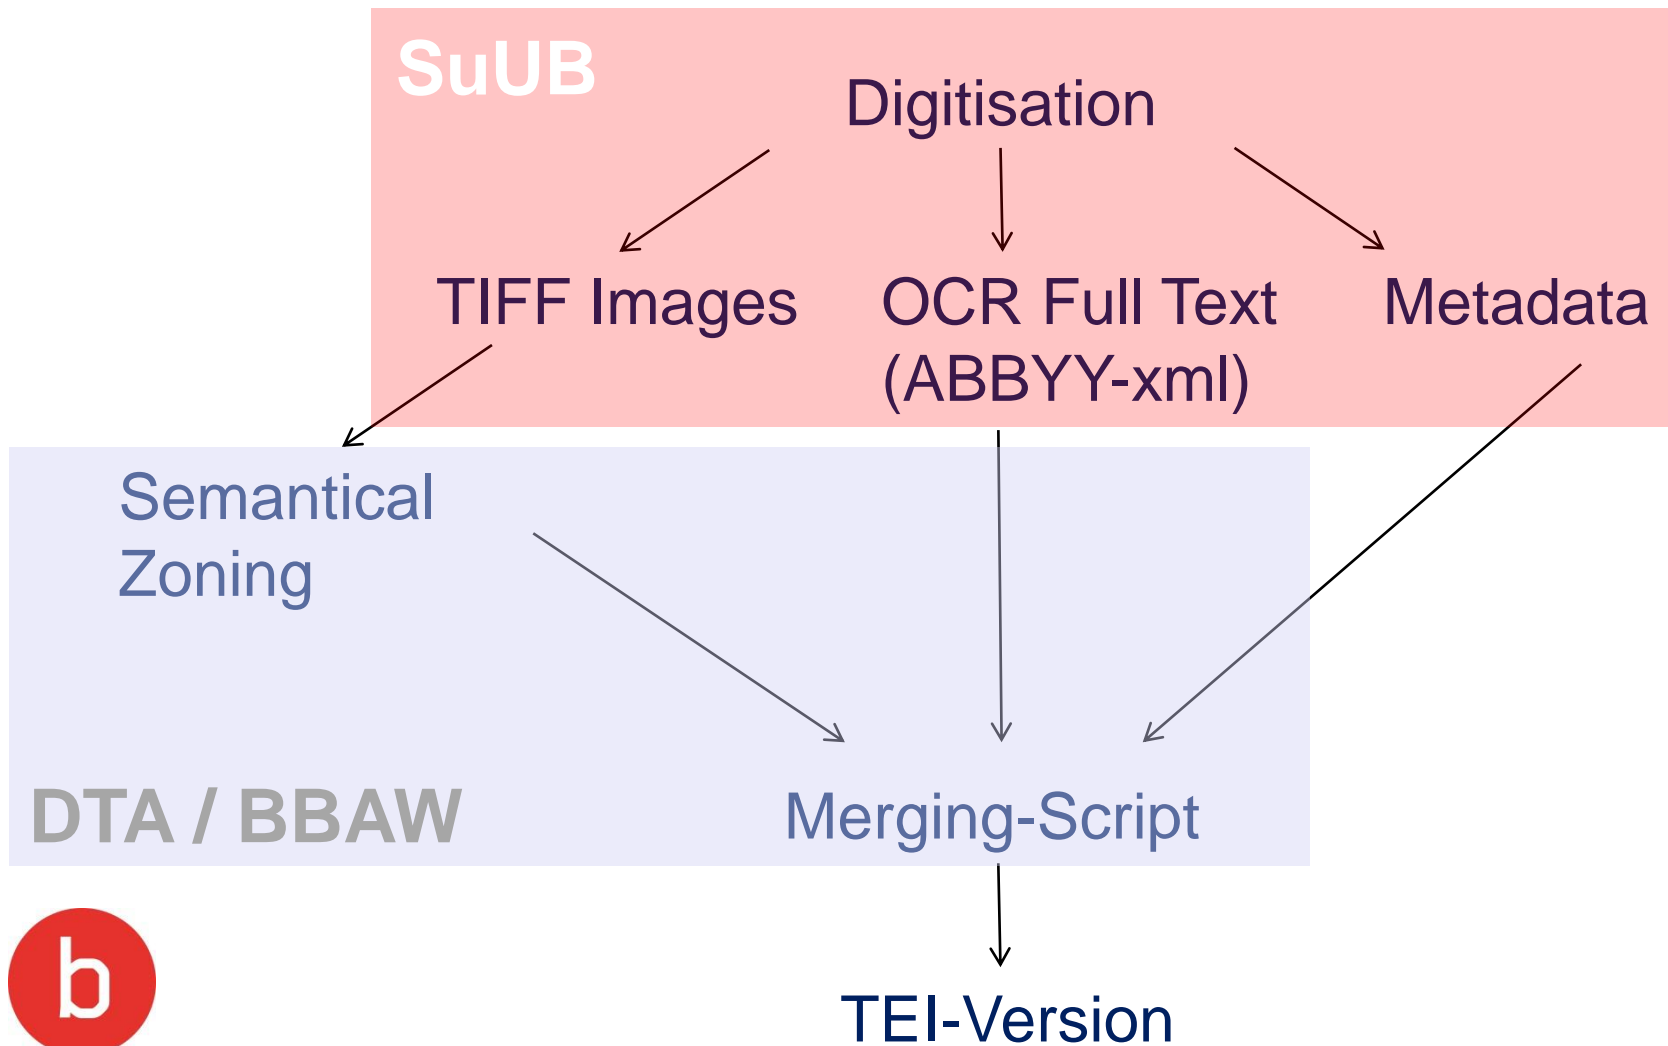 SuUB
Digitisation
TIFF Images
OCR Full Text
(ABBYY-xml)
Metadata
Semantical
Zoning
DTA / BBAW
Merging-Script
b
TEI-Version